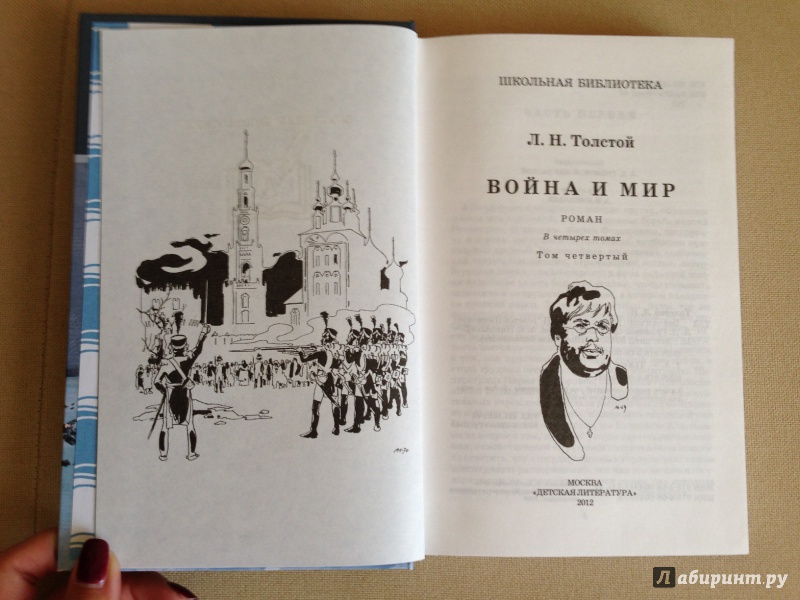 ШКОЛЬНАЯ БИБЛИОТЕКА
Л. Н. Толстой
ВОЙНА И МИР
РОМАН
В четырех томах
Том четвертый
МОСКВА
«ДЕТСКАЯ ЛИТЕРАТУРА»
2012
Лабиринт.ру